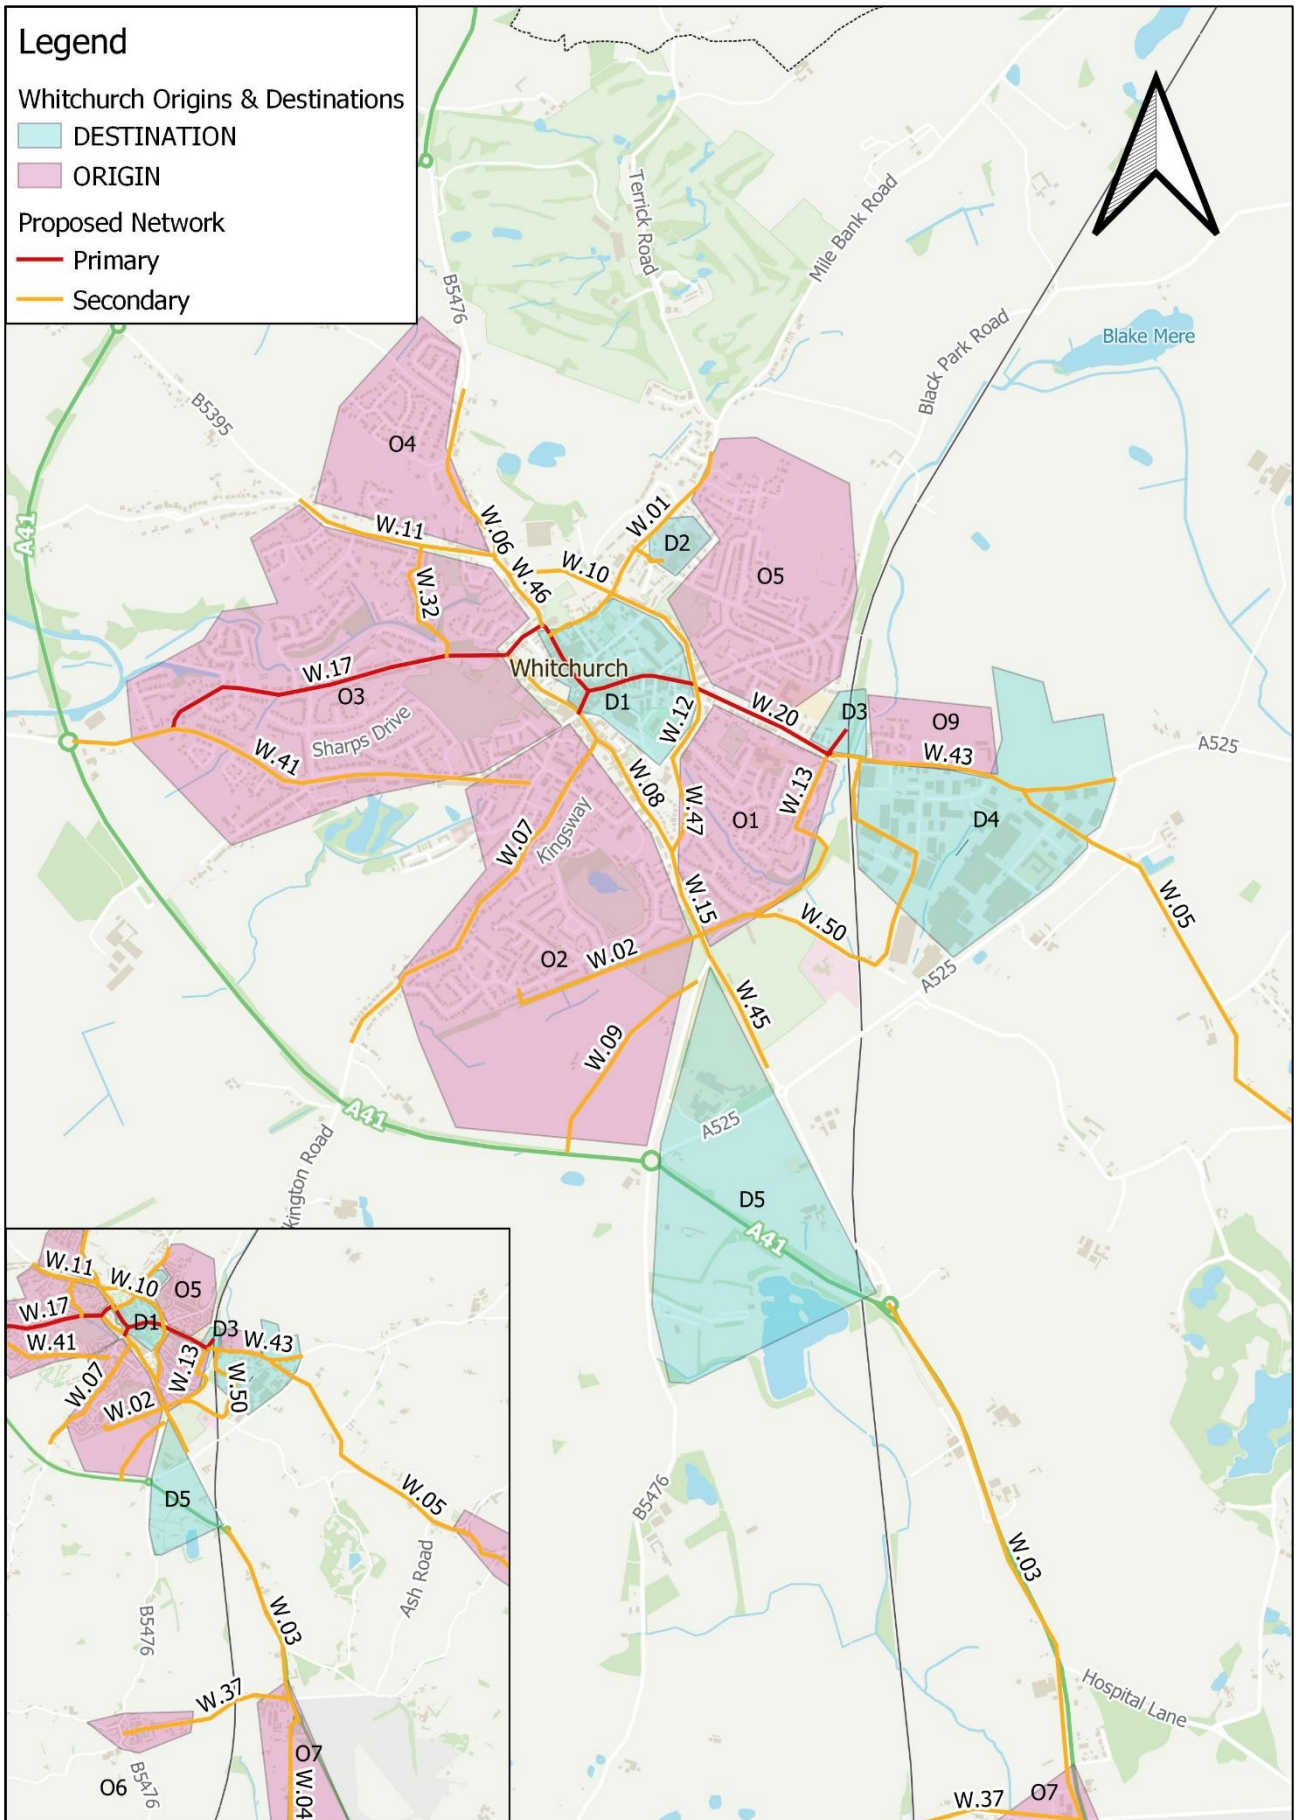 Legend
Whitchurch Origins & Destinations
DESTINATION
ORIGIN
Proposed Network
Primary
Secondary
B5476
Terrick Road
Mile Bank Road
Black Park Road
Blake Mere
B5395
O4
A41
W.11
W.06
W.01
D2
W.10
W.46
W.32
O5
Whitchurch
W.17
O3
D1
W.12
W.20
D3
O9
W.43
A525
Sharps Drive
W.41
W.08
W.13
W.47
O1
D4
W.07
Kingsway
W.15
W.05
W.50
O2
W.02
A525
W.45
W.09
A41
A525
kington Road
D5
A41
B5476
W.03
Hospital Lane
W.37
O7
W.11
W.10
O5
W.17
D1
D3
W.41
W.43
W.13
W.07
W.50
W.02
D5
W.05
Ash Road
B5476
W.03
W.37
O7
B5476
O6
W.04